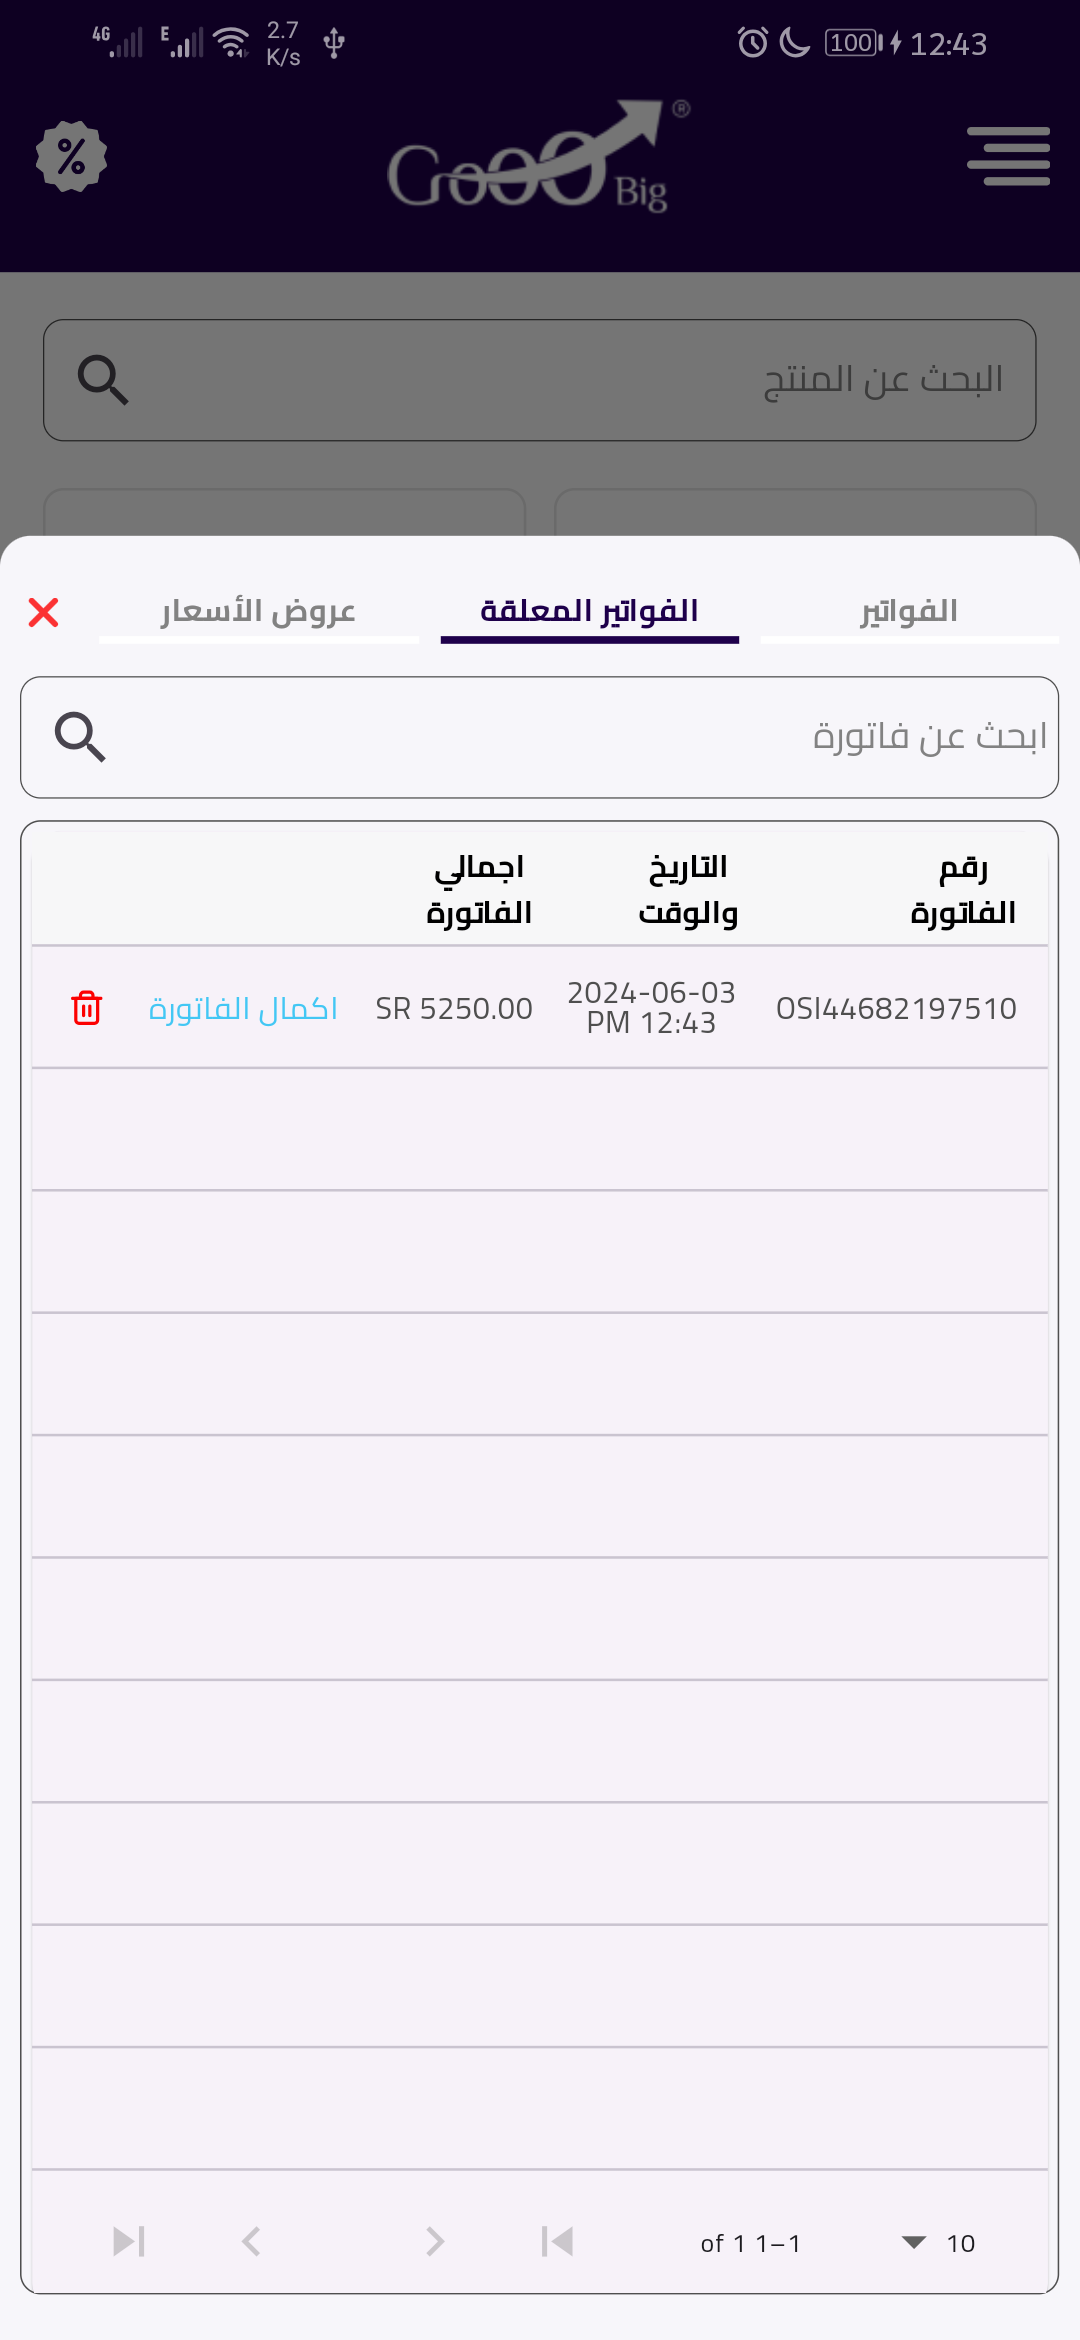 4G E 2.7 K/s 100 12:43
GoOO Big ®
البحث عن المنتج
الفواتير الفواتير المعلقة عروض الأسعار
ابحث عن فاتورة
رقم الفاتورة التاريخ والوقت اجمالي الفاتورة
OSI44682197510 2024-06-03 PM 12:43 SR 5250.00 اكمال الفاتورة
10 of 1 1–1